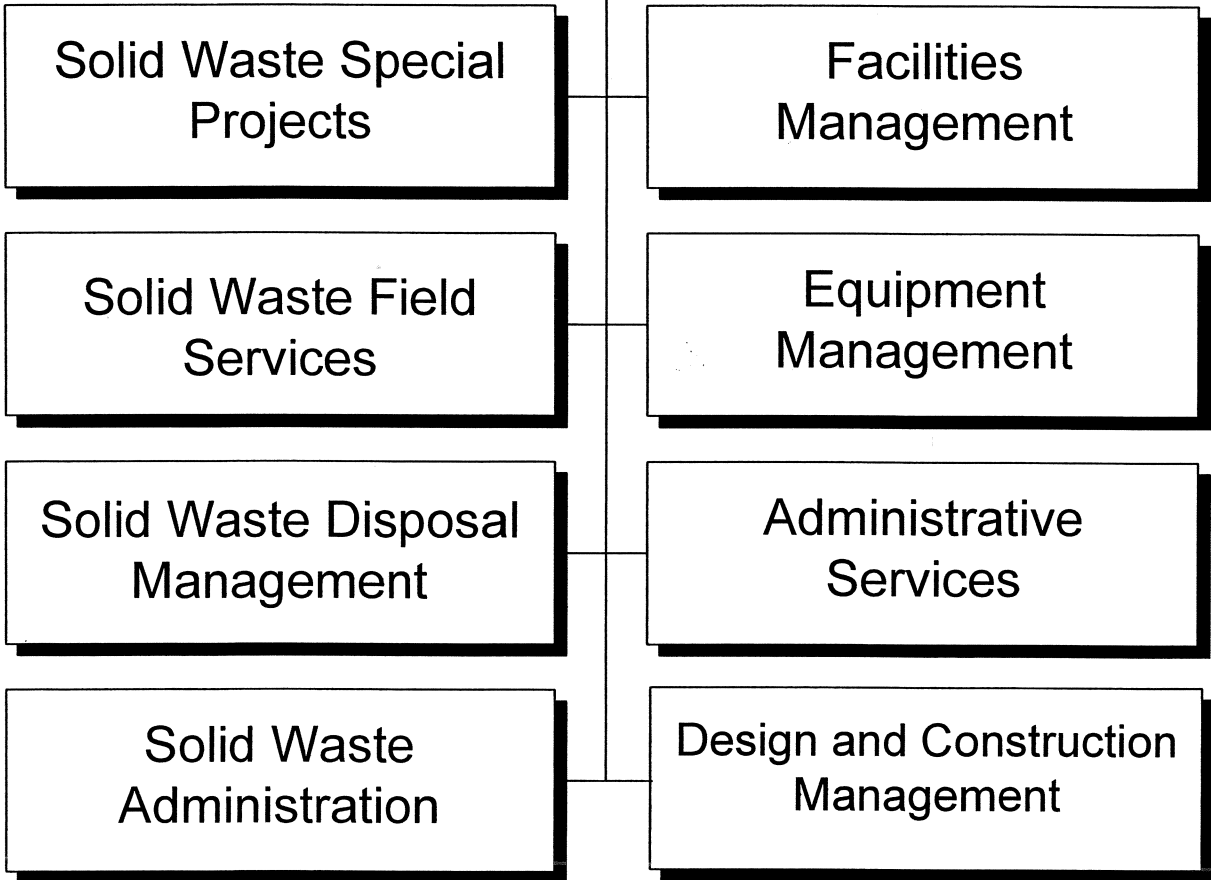 Solid Waste Special
Projects
Facilities
Management
Solid Waste Field
Services
Equipment
Management
Solid Waste Disposal
Management
Administrative
Services
Solid Waste
Administration
Design and Construction
Management